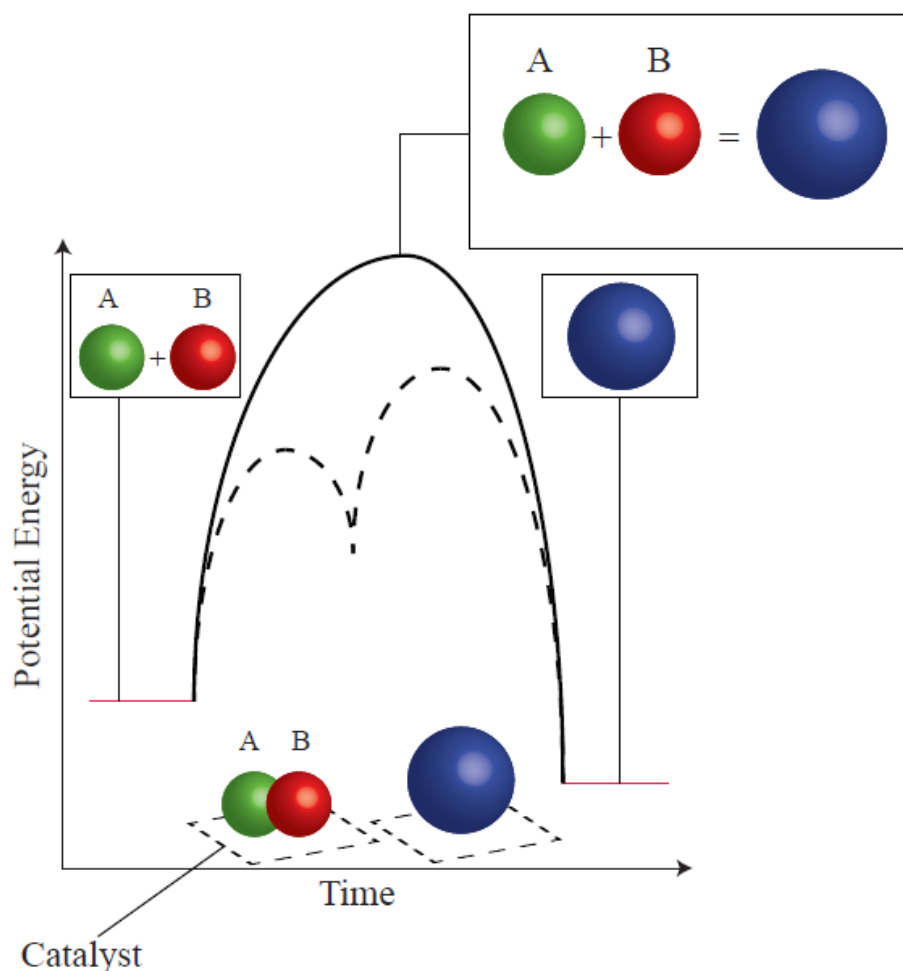 A B
+ =
A B
+
Potential Energy
A B
Time
Catalyst